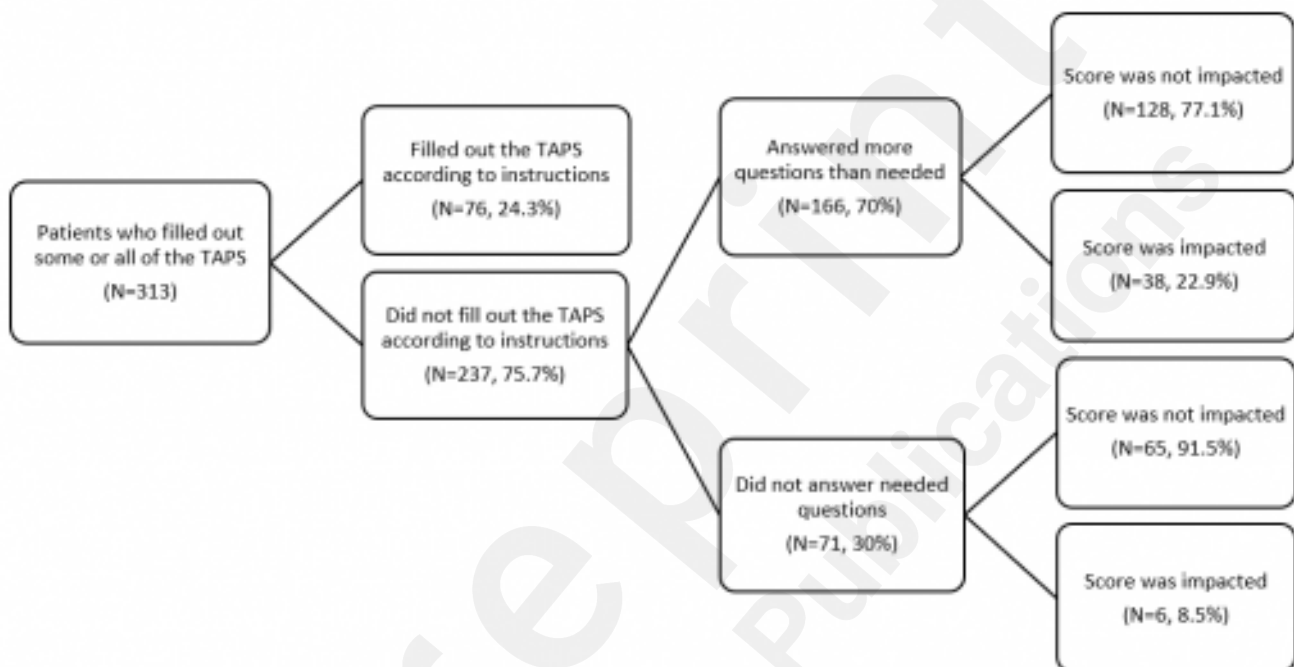 Patients who filled out
some or all of the TAPS
(N=313)
Filled out the TAPS
according to instructions
(N=76, 24.3%)
Did not fill out the TAPS
according to instructions
(N=237, 75.7%)
Answered more
questions than needed
(N=166, 70%)
Did not answer needed
questions
(N=71, 30%)
Score was not impacted
(N=128, 77.1%)
Score was impacted
(N=38, 22.9%)
Score was not impacted
(N=65, 91.5%)
Score was impacted
(N=6, 8.5%)
eprint
Publications